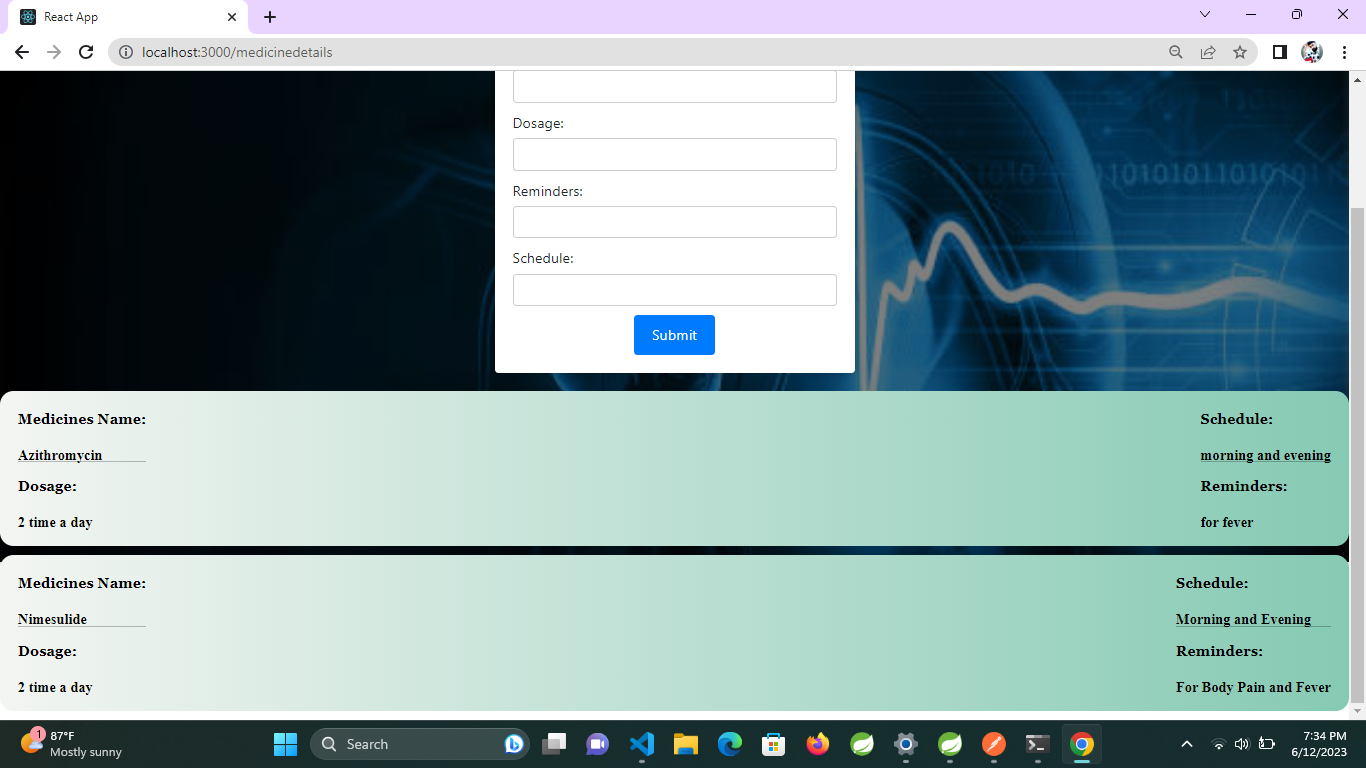 React App
localhost:3000/medicinedetails
Dosage:
Reminders:
Schedule:
Submit
Medicines Name:
Azithromycin
Dosage:
2 time a day
Schedule:
morning and evening
Reminders:
for fever
Medicines Name:
Nimesulide
Dosage:
2 time a day
Schedule:
Morning and Evening
Reminders:
For Body Pain and Fever
1
87°F
Mostly sunny
Search
7:34 PM
6/12/2023